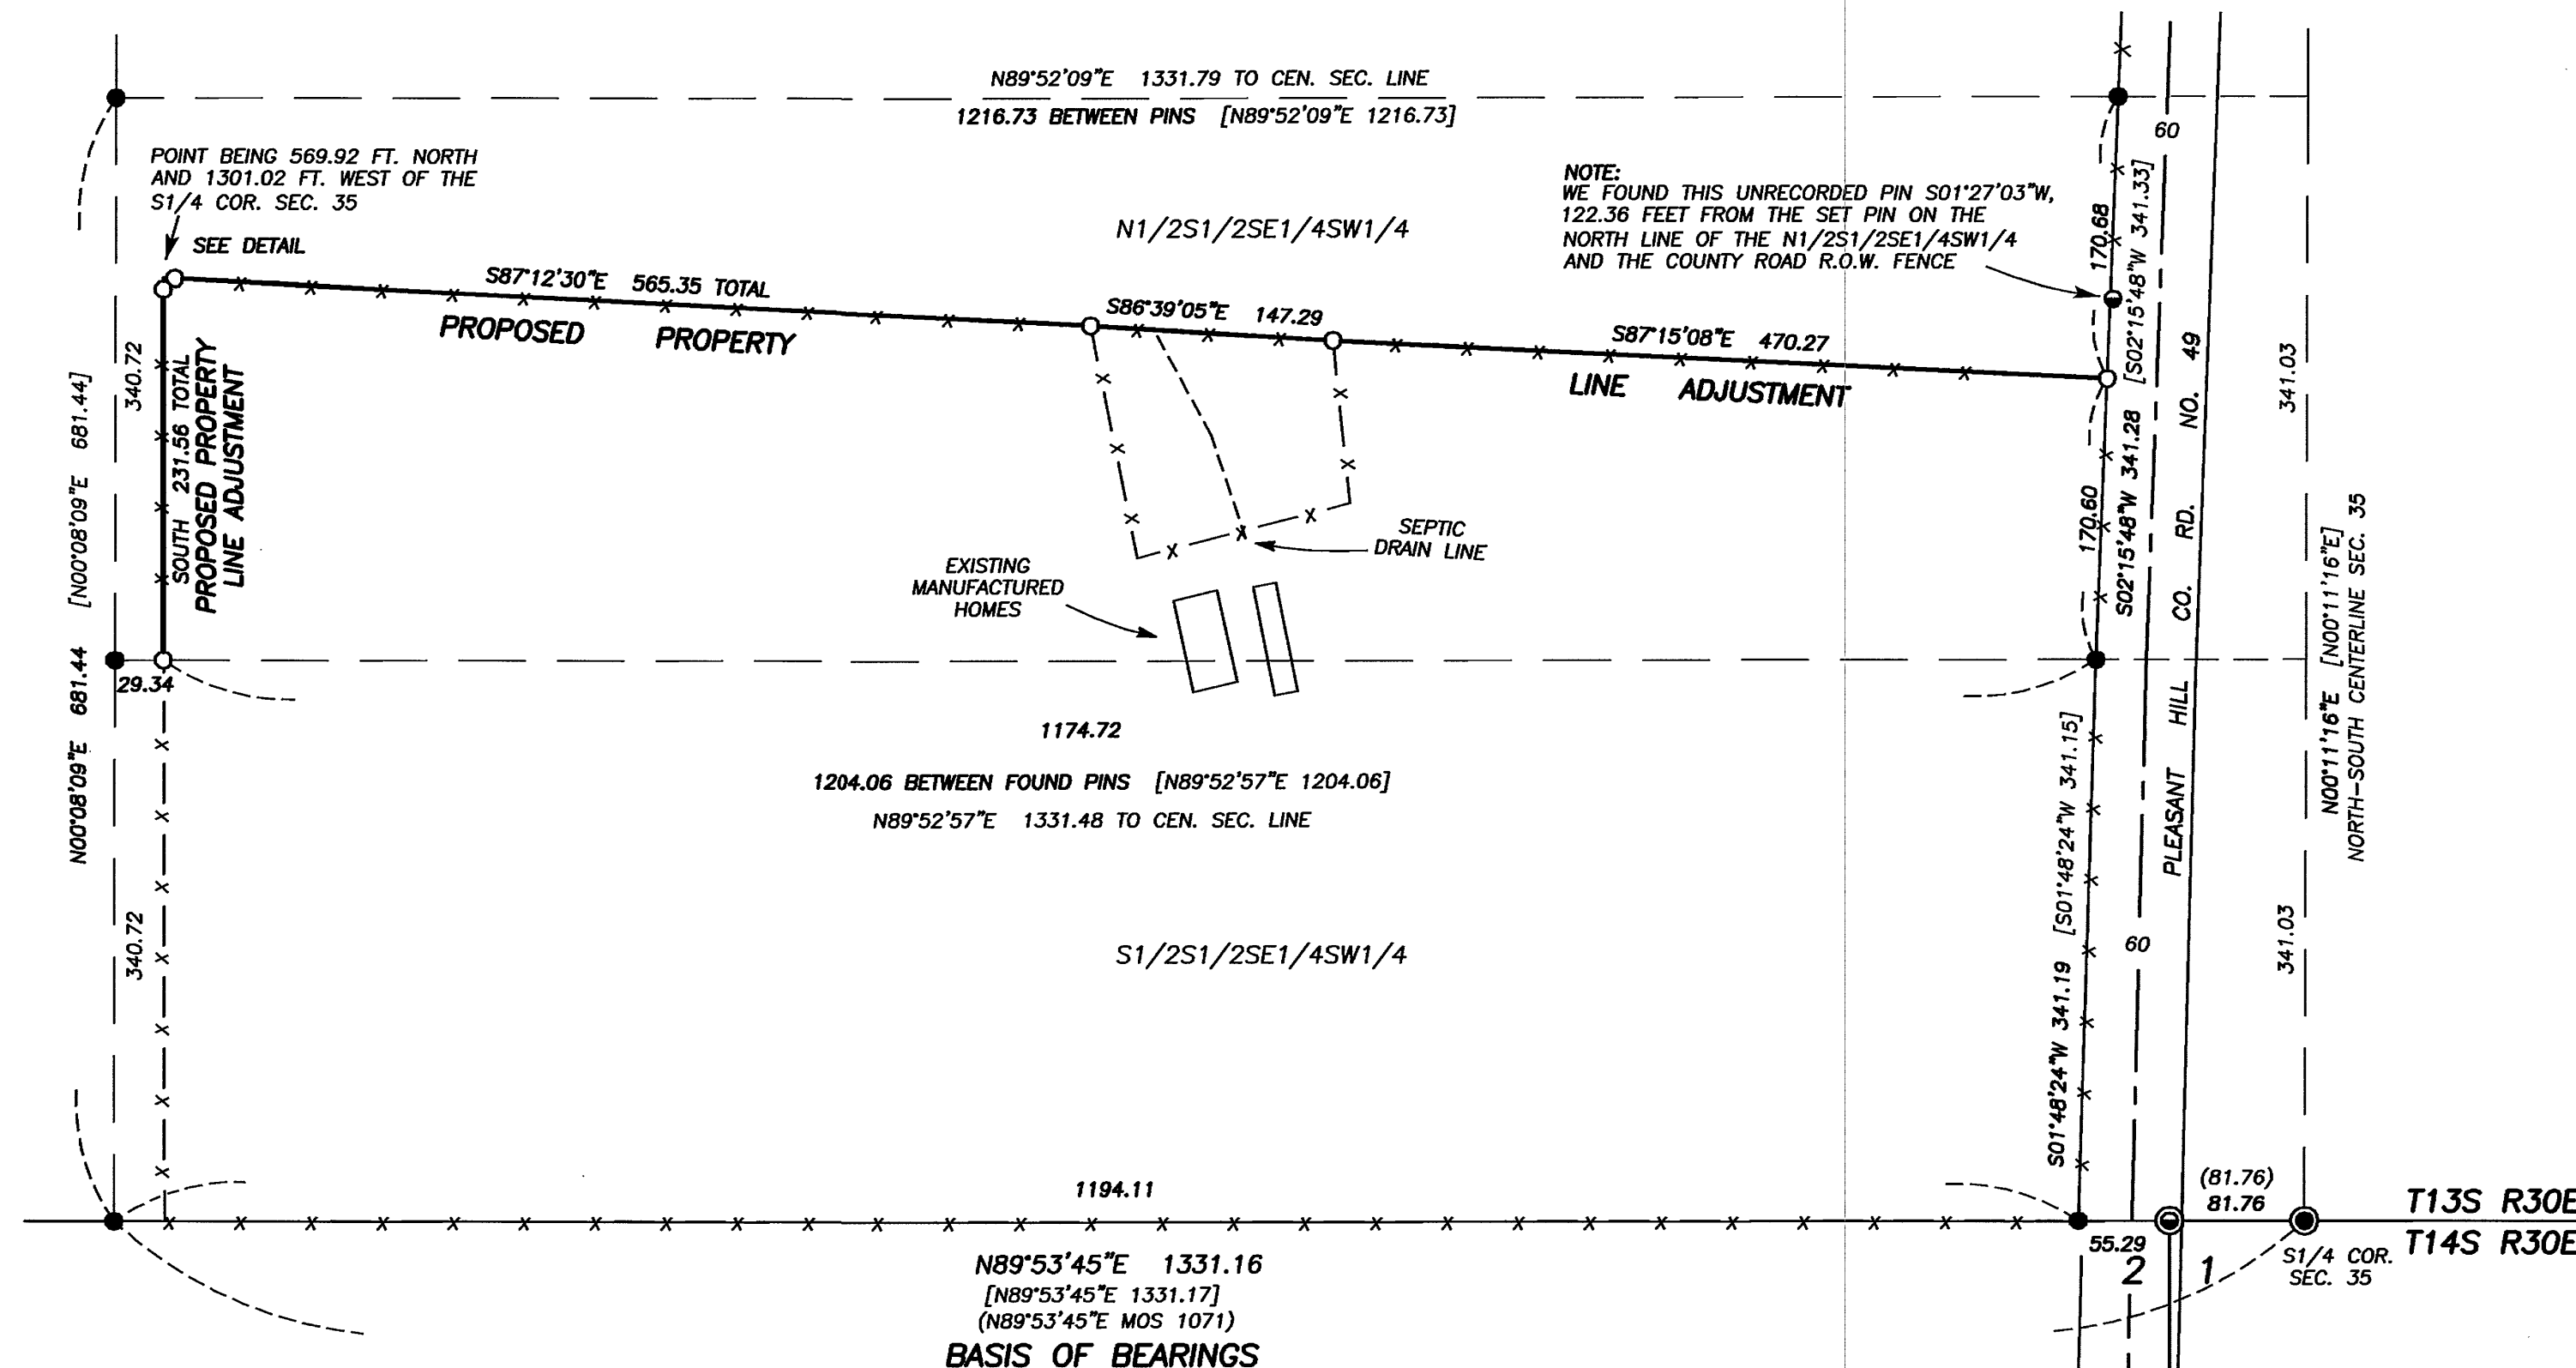 N89°52'09"E 1331.79 TO CEN. SEC. LINE
1216.73 BETWEEN PINS [N89°52'09"E 1216.73]
POINT BEING 569.92 FT. NORTH
AND 1301.02 FT. WEST OF THE
S1/4 COR. SEC. 35
SEE DETAIL
N1/2S1/2SE1/4SW1/4
NOTE:
WE FOUND THIS UNRECORDED PIN S01°27'03"W,
122.36 FEET FROM THE SET PIN ON THE
NORTH LINE OF THE N1/2S1/2SE1/4SW1/4
AND THE COUNTY ROAD R.O.W. FENCE
60
170.68
[S02°15'48"W 341.33]
S87°12'30"E 565.35 TOTAL
PROPOSED PROPERTY
S86°39'05"E 147.29
S87°15'08"E 470.27
LINE ADJUSTMENT
340.72
SOUTH 231.56 TOTAL
PROPOSED PROPERTY
LINE ADJUSTMENT
N00°08'09"E 681.44 [N00°08'09"E 681.44]
341.03
170.60
S02°15'48"W 341.28
PLEASANT HILL CO. RD. NO. 49
N00°11'16"E [N00°11'16"E]
NORTH-SOUTH CENTERLINE SEC. 35
SEPTIC
DRAIN LINE
EXISTING
MANUFACTURED
HOMES
29.34
1174.72
1204.06 BETWEEN FOUND PINS [N89°52'57"E 1204.06]
N89°52'57"E 1331.48 TO CEN. SEC. LINE
340.72
S1/2S1/2SE1/4SW1/4
S01°48'24"W 341.19 [S01°48'24"W 341.15]
60
341.03
1194.11
(81.76)
81.76
T13S R30E
T14S R30E
55.29
2 1
S1/4 COR.
SEC. 35
N89°53'45"E 1331.16
[N89°53'45"E 1331.17]
(N89°53'45"E MOS 1071)
BASIS OF BEARINGS